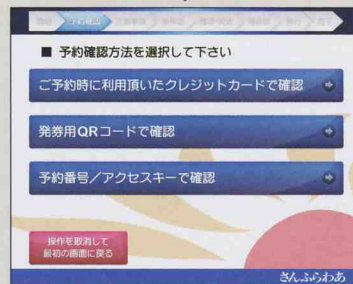 予約確認
■ 予約確認方法を選択して下さい
ご予約時に利用頂いたクレジットカードで確認
発券用QRコードで確認
予約番号／アクセスキーで確認
操作を取消して
最初の画面に戻る
さんふらわあ